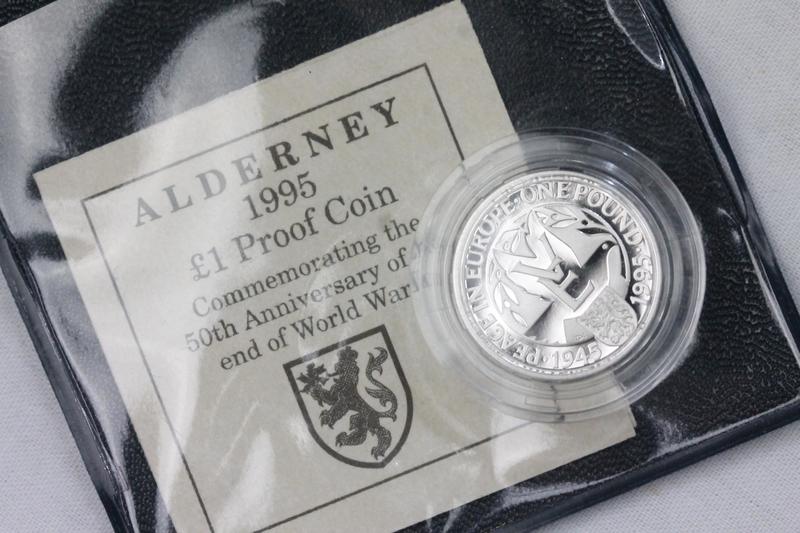 ALDERNEY
1995
£1 Proof Coin
Commemorating the
50th Anniversary of
end of World War
PEACE IN EUROPE · ONE POUND · 1995
· 1945